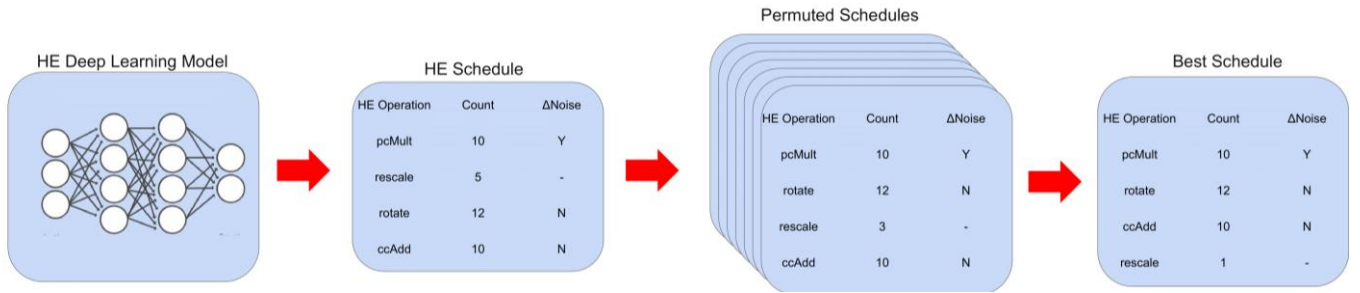 HE Deep Learning Model
HE Schedule
HE Operation Count ΔNoise
pcMult 10 Y
rescale 5 -
rotate 12 N
ccAdd 10 N
Permuted Schedules
HE Operation Count ΔNoise
pcMult 10 Y
rotate 12 N
rescale 3 -
ccAdd 10 N
Best Schedule
HE Operation Count ΔNoise
pcMult 10 Y
rotate 12 N
ccAdd 10 N
rescale 1 -